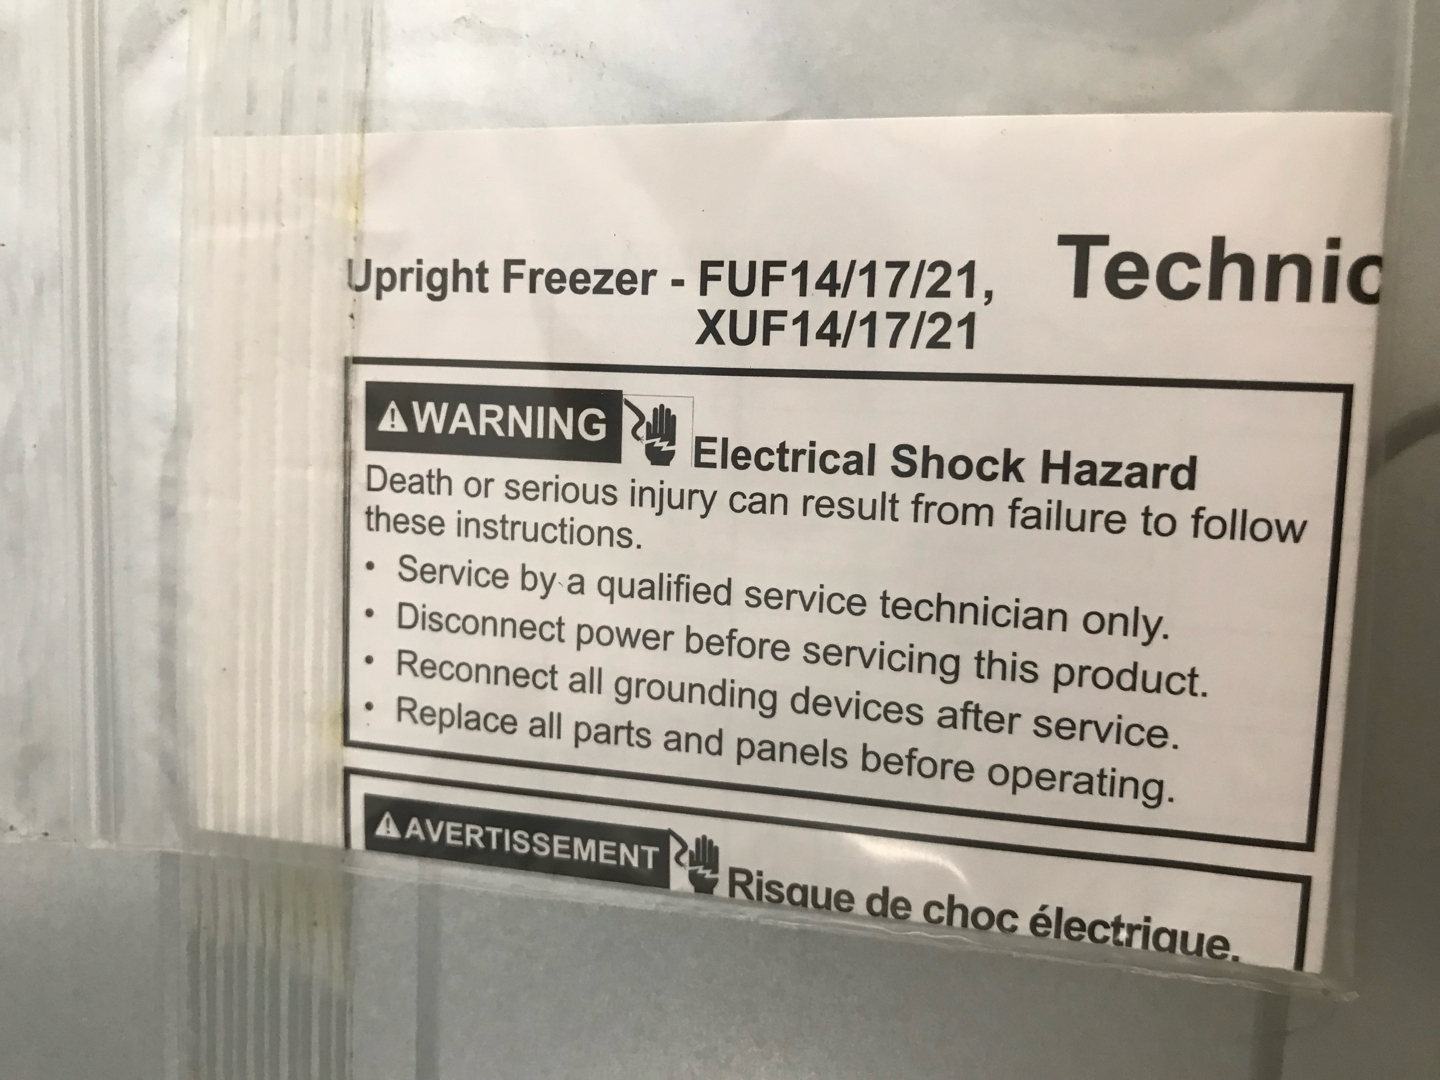 Upright Freezer - FUF14/17/21,
XUF14/17/21
Technic
⚠WARNING Electrical Shock Hazard
Death or serious injury can result from failure to follow
these instructions.
• Service by a qualified service technician only.
• Disconnect power before servicing this product.
• Reconnect all grounding devices after service.
• Replace all parts and panels before operating.
⚠AVERTISSEMENT Risque de choc électrique.